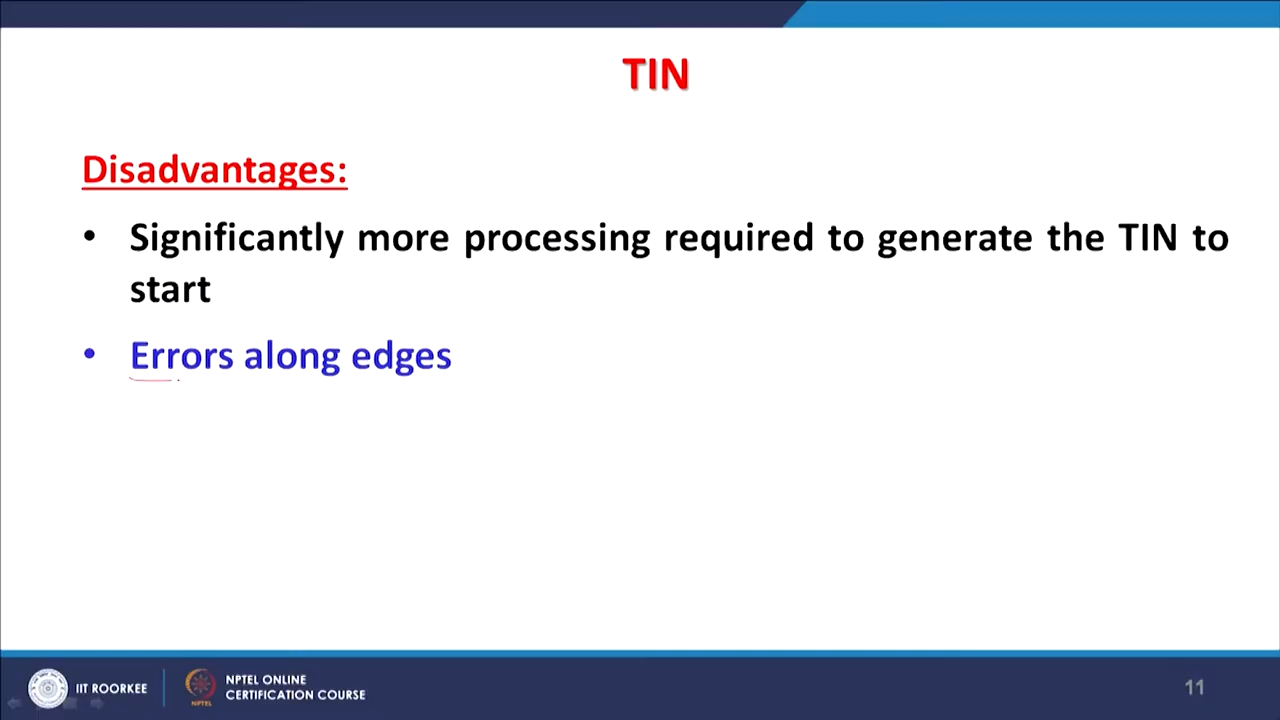 TIN
Disadvantages:
• Significantly more processing required to generate the TIN to
start
• Errors along edges
IIT ROORKEE
NPTEL ONLINE
CERTIFICATION COURSE
NPTEL
11